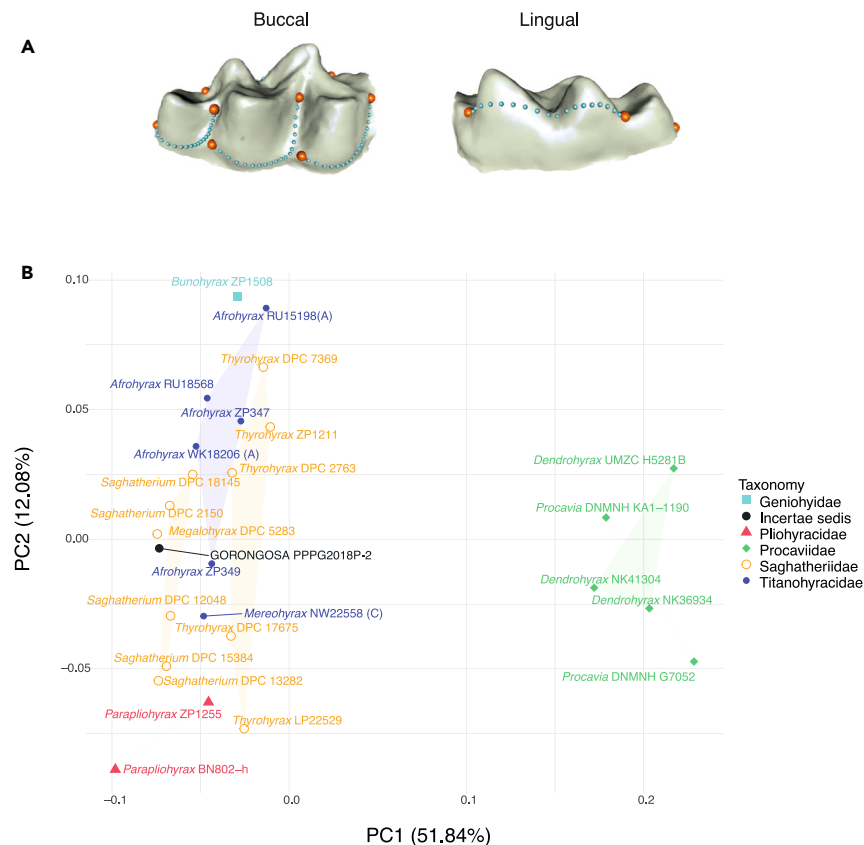 Buccal
Lingual
A
B
0.10
Bunohyrax ZP1508
Afrohyrax RU15198(A)
Thyrohyrax DPC 7369
Afrohyrax RU18568
0.05
Afrohyrax ZP347
Thyrohyrax ZP1211
Afrohyrax WK18206 (A)
Thyrohyrax DPC 2763
Dendrohyrax UMZC H5281B
Saghatherium DPC 18145
Saghatherium DPC 2150
Procavia DNMNH KA1–1190
Megalohyrax DPC 5283
0.00
GORONGOSA PPPG2018P-2
Afrohyrax ZP349
Dendrohyrax NK41304
Saghatherium DPC 12048
Dendrohyrax NK36934
Mereohyrax NW22558 (C)
Thyrohyrax DPC 17675
Saghatherium DPC 15384
−0.05
Saghatherium DPC 13282
Procavia DNMNH G7052
Parapliohyrax ZP1255
Thyrohyrax LP22529
Parapliohyrax BN802–h
−0.1
0.0
0.1
0.2
PC1 (51.84%)
PC2 (12.08%)
Taxonomy
Geniohyidae
Incertae sedis
Pliohyracidae
Procaviidae
Saghatheriidae
Titanohyracidae